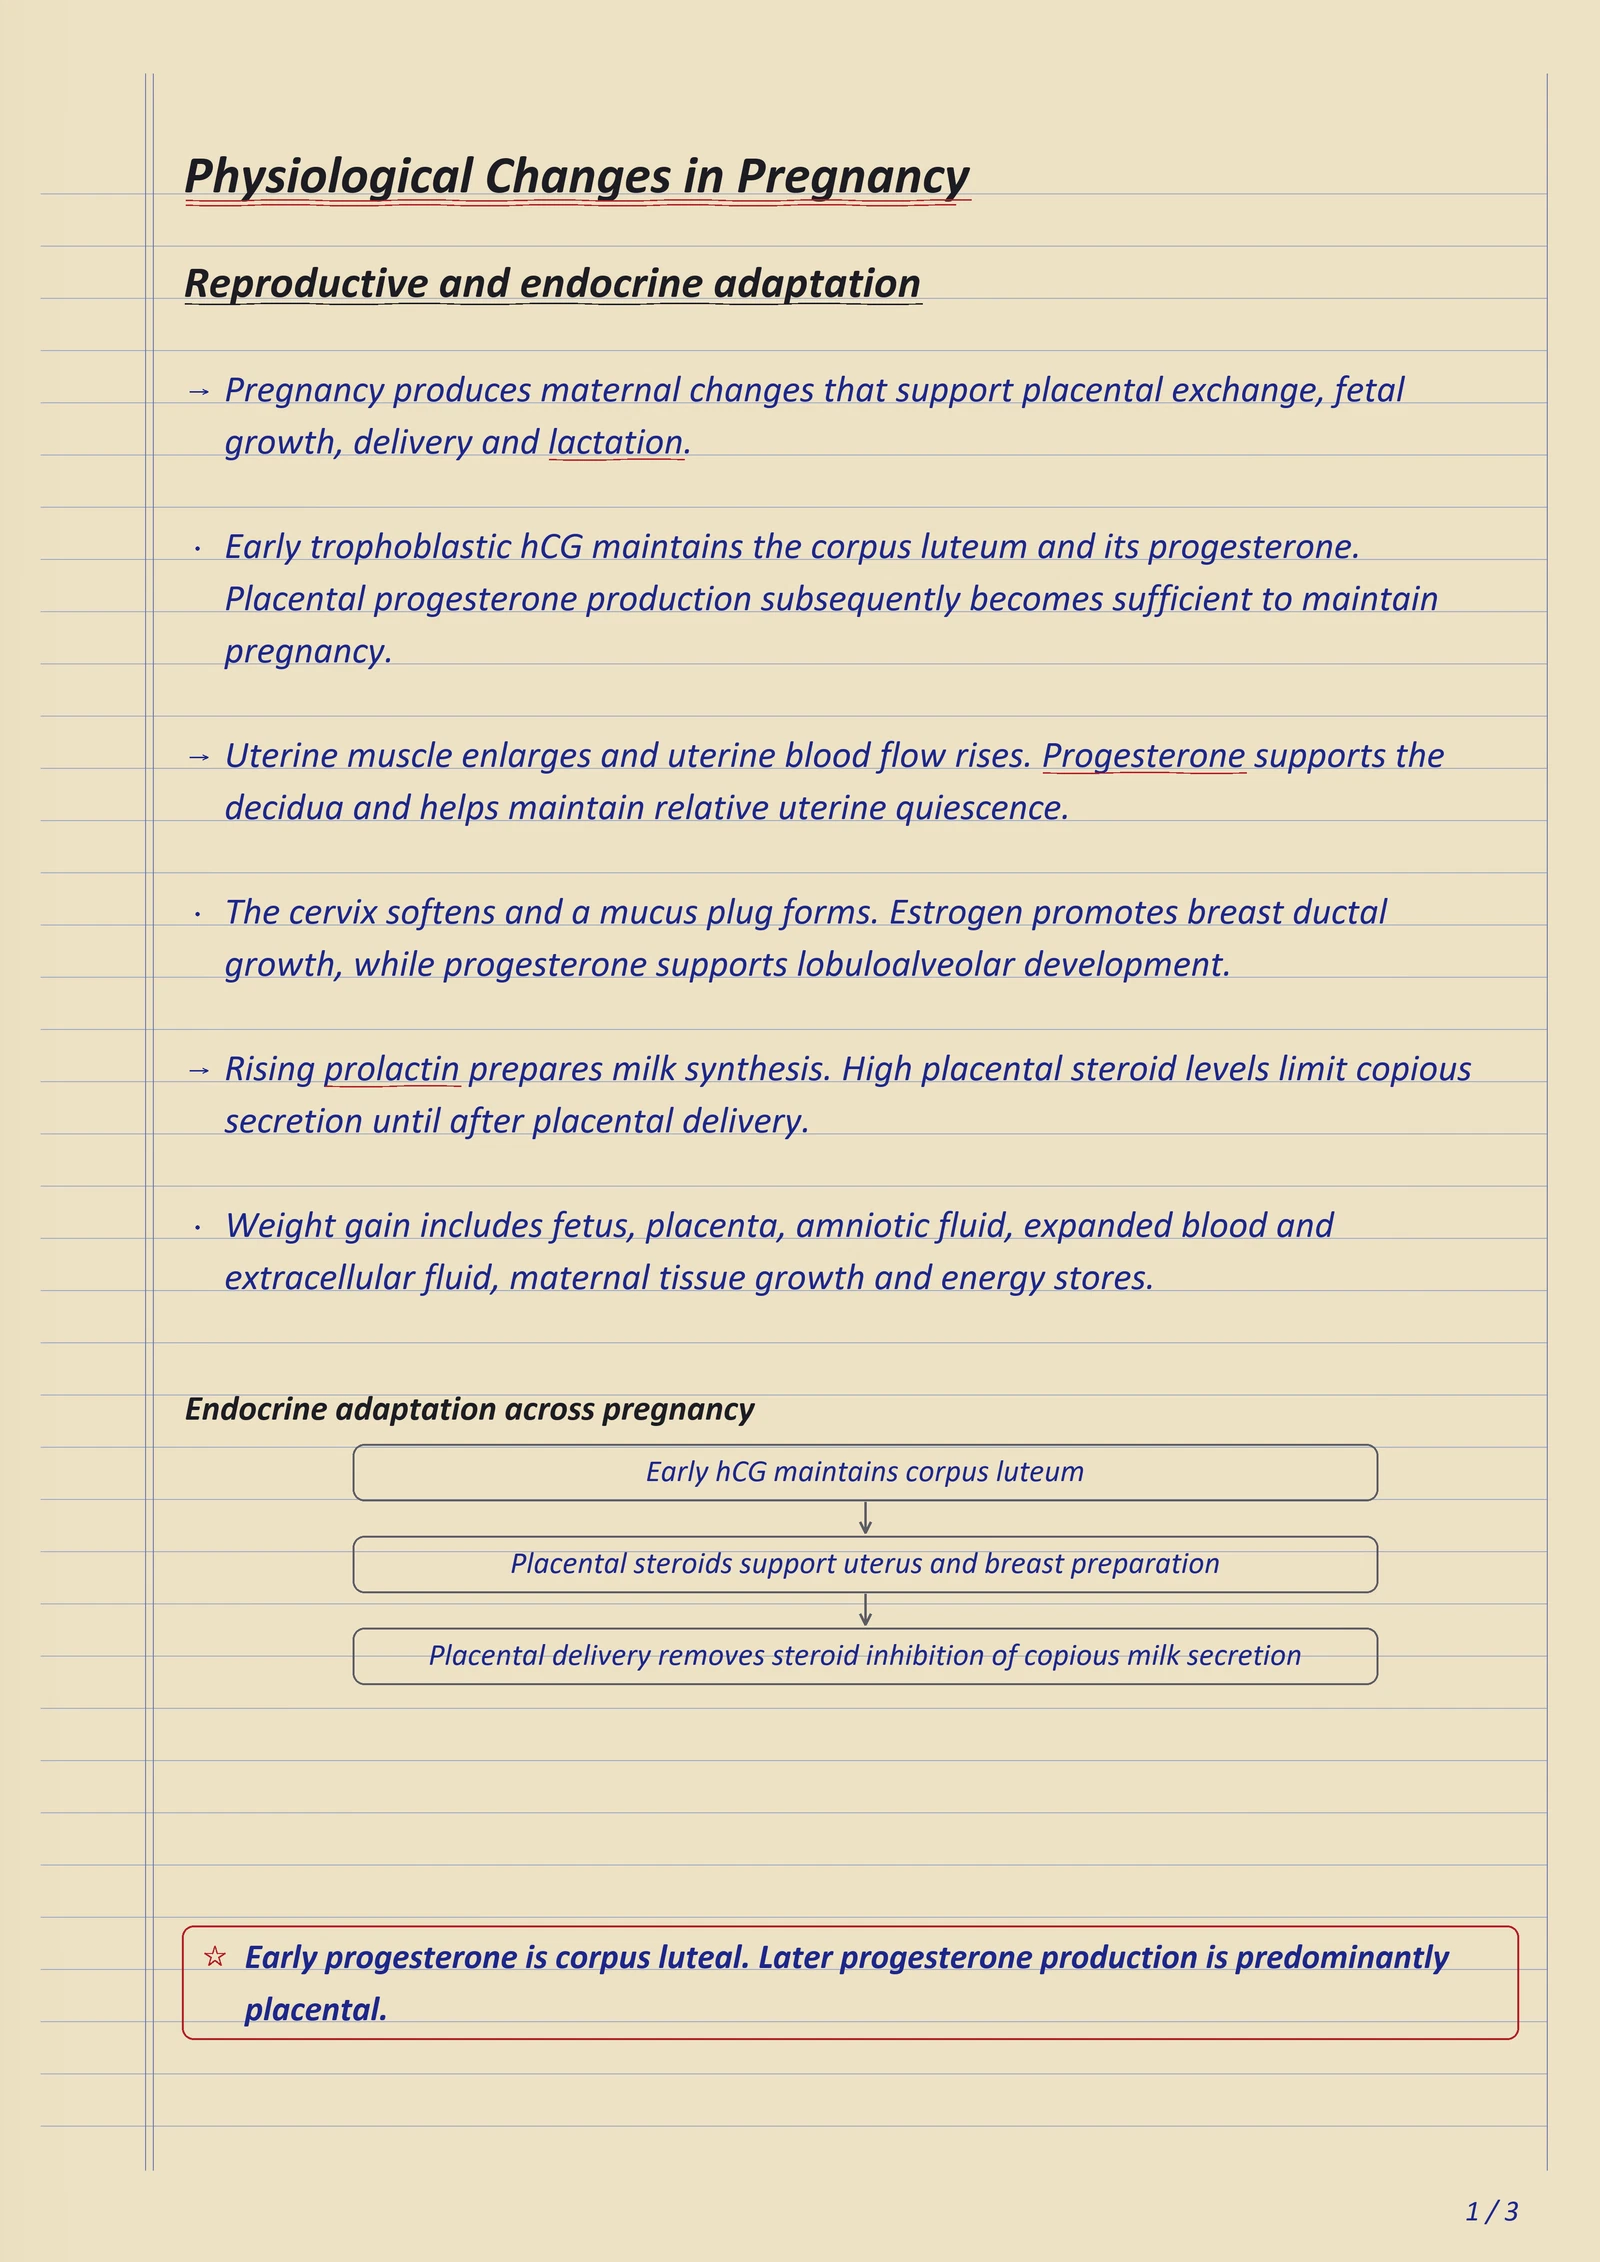 Physiological Changes in Pregnancy
Reproductive and endocrine adaptation
→ Pregnancy produces maternal changes that support placental exchange, fetal
growth, delivery and lactation.
· Early trophoblastic hCG maintains the corpus luteum and its progesterone.
Placental progesterone production subsequently becomes sufficient to maintain
pregnancy.
→ Uterine muscle enlarges and uterine blood flow rises. Progesterone supports the
decidua and helps maintain relative uterine quiescence.
· The cervix softens and a mucus plug forms. Estrogen promotes breast ductal
growth, while progesterone supports lobuloalveolar development.
→ Rising prolactin prepares milk synthesis. High placental steroid levels limit copious
secretion until after placental delivery.
· Weight gain includes fetus, placenta, amniotic fluid, expanded blood and
extracellular fluid, maternal tissue growth and energy stores.
Endocrine adaptation across pregnancy
Early hCG maintains corpus luteum
Placental steroids support uterus and breast preparation
Placental delivery removes steroid inhibition of copious milk secretion
☆ Early progesterone is corpus luteal. Later progesterone production is predominantly
placental.
1 / 3